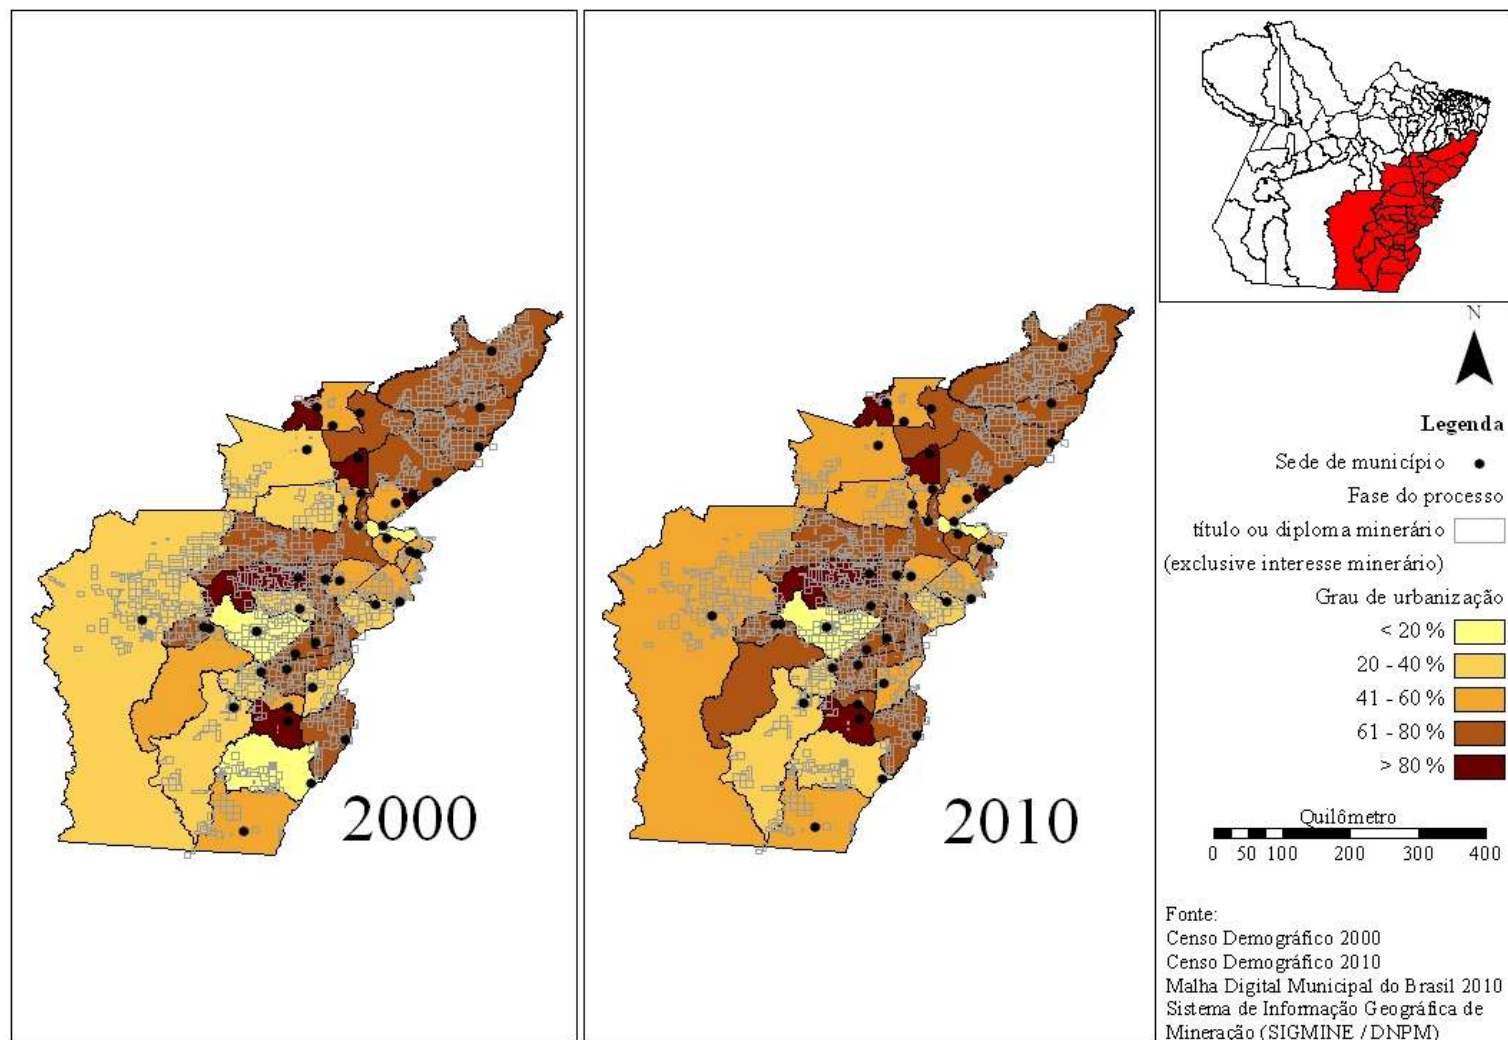 2000
2010
N
Legenda
Sede de município
Fase do processo
título ou diploma minerário
(exclusive interesse minerário)
Grau de urbanização
< 20 %
20 - 40 %
41 - 60 %
61 - 80 %
> 80 %
Quilômetro
0 50 100 200 300 400
Fonte:
Censo Demográfico 2000
Censo Demográfico 2010
Malha Digital Municipal do Brasil 2010
Sistema de Informação Geográfica de
Mineração (SIGMINE / DNPM)